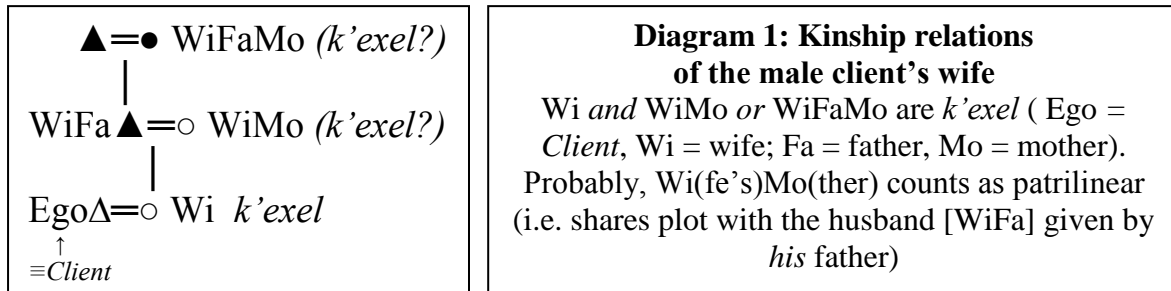 ▲═● WiFaMo (k’exel?)
WiFa ▲═○ WiMo (k’exel?)
Ego∆═○ Wi k’exel
↑
≡Client
Diagram 1: Kinship relations
of the male client’s wife
Wi and WiMo or WiFaMo are k’exel ( Ego =
Client, Wi = wife; Fa = father, Mo = mother).
Probably, Wi(fe’s)Mo(ther) counts as patrilinear
(i.e. shares plot with the husband [WiFa] given by
his father)